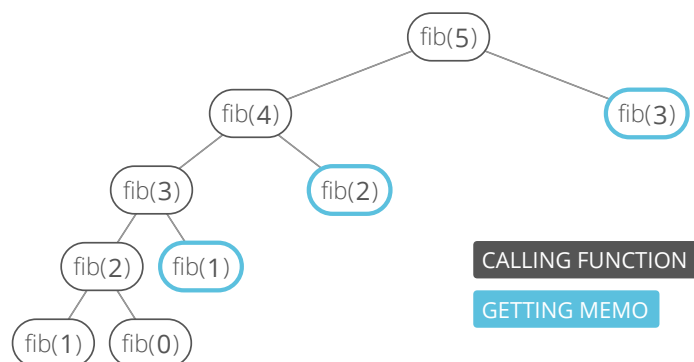 fib(5)
fib(4)
fib(3)
fib(3)
fib(2)
fib(2)
fib(1)
CALLING FUNCTION
GETTING MEMO
fib(1)
fib(0)